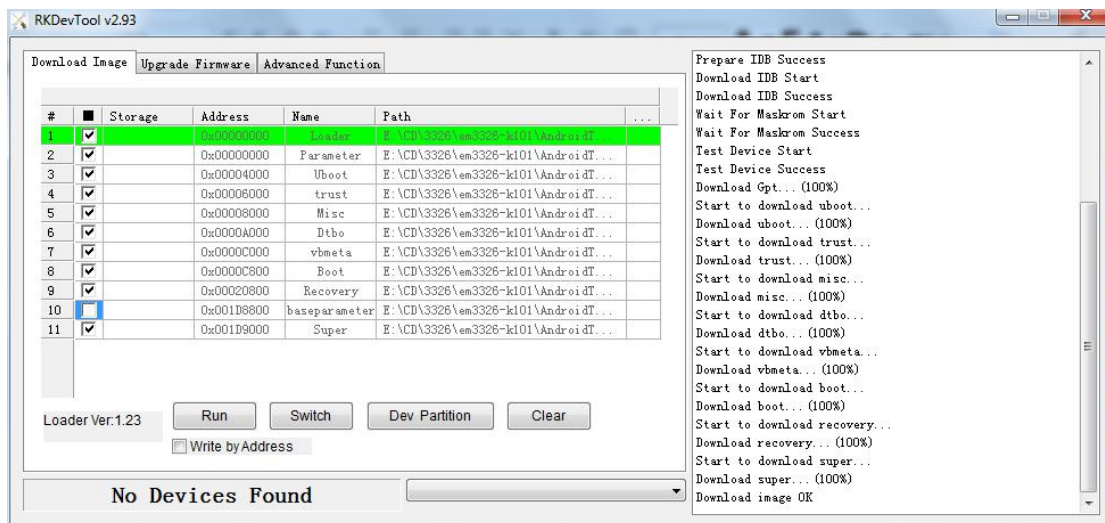 RKDevTool v2.93
Download Image Upgrade Firmware Advanced Function
# Storage Address Name Path ...
1 0x00000000 Loader E:\CD\3326\em3326-k101\AndroidT...
2 0x00000000 Parameter E:\CD\3326\em3326-k101\AndroidT...
3 0x00004000 Uboot E:\CD\3326\em3326-k101\AndroidT...
4 0x00006000 trust E:\CD\3326\em3326-k101\AndroidT...
5 0x00008000 Misc E:\CD\3326\em3326-k101\AndroidT...
6 0x0000A000 Dtbo E:\CD\3326\em3326-k101\AndroidT...
7 0x0000C000 vbmeta E:\CD\3326\em3326-k101\AndroidT...
8 0x0000C800 Boot E:\CD\3326\em3326-k101\AndroidT...
9 0x00020800 Recovery E:\CD\3326\em3326-k101\AndroidT...
10 0x001D8800 baseparameter E:\CD\3326\em3326-k101\AndroidT...
11 0x001D9000 Super E:\CD\3326\em3326-k101\AndroidT...
Loader Ver:1.23 Run Switch Dev Partition Clear
Write by Address
No Devices Found
Prepare IDB Success
Download IDB Start
Download IDB Success
Wait For Maskrom Start
Wait For Maskrom Success
Test Device Start
Test Device Success
Download Gpt... (100%)
Start to download uboot...
Download uboot... (100%)
Start to download trust...
Download trust... (100%)
Start to download misc...
Download misc... (100%)
Start to download dtbo...
Download dtbo... (100%)
Start to download vbmeta...
Download vbmeta... (100%)
Start to download boot...
Download boot... (100%)
Start to download recovery...
Download recovery... (100%)
Start to download super...
Download super... (100%)
Download image OK